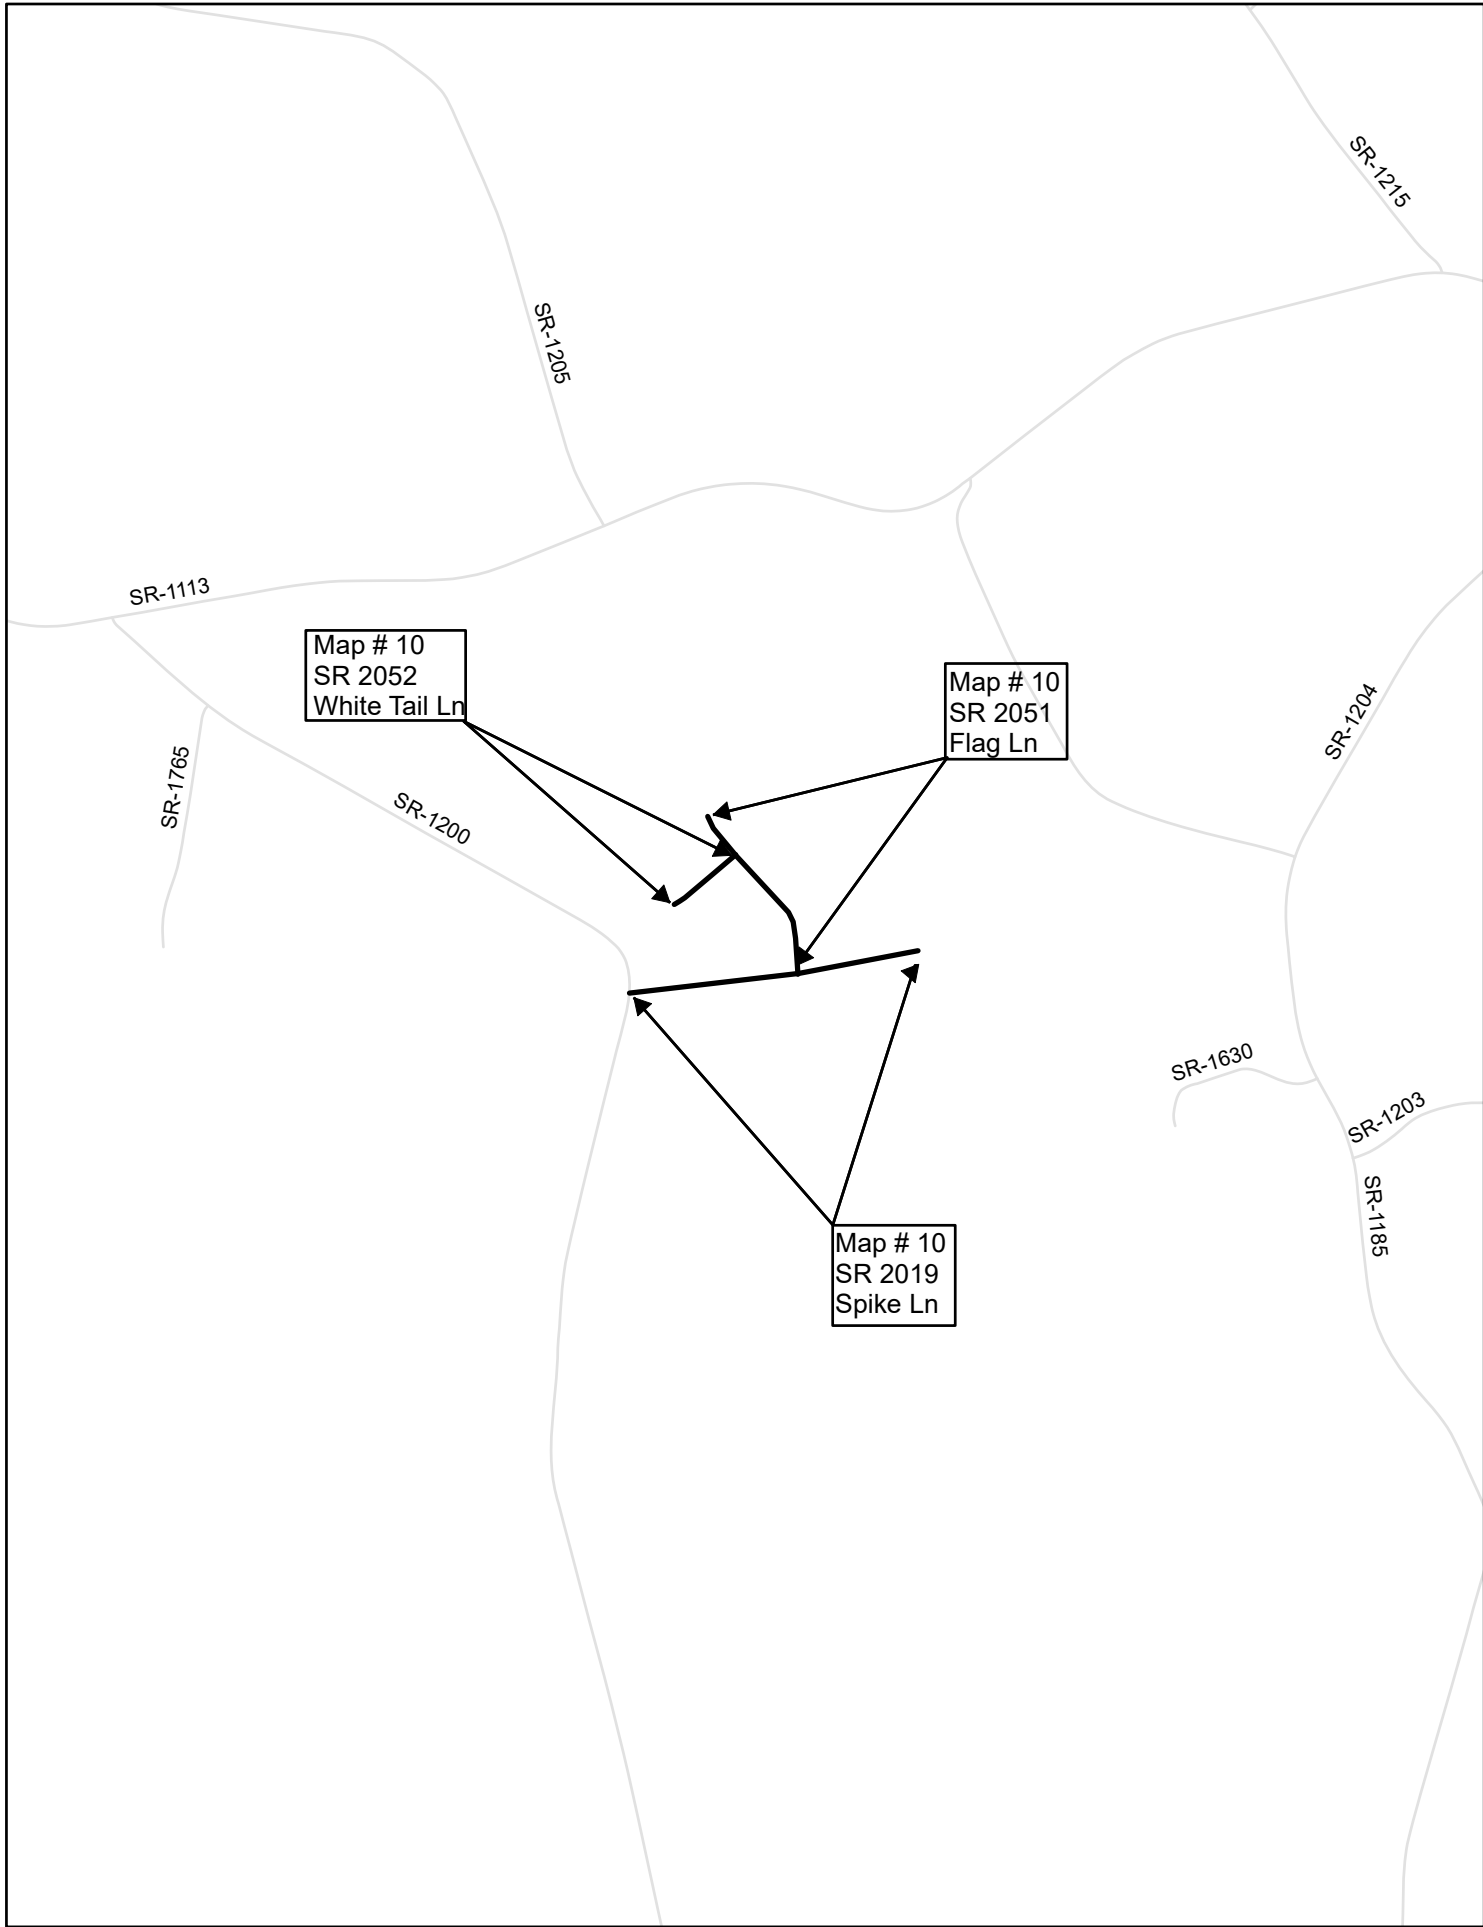 SR-1215
SR-1205
SR-1113
Map # 10
SR 2052
White Tail Ln
Map # 10
SR 2051
Flag Ln
SR-1204
SR-1765
SR-1200
SR-1630
SR-1203
SR-1185
Map # 10
SR 2019
Spike Ln